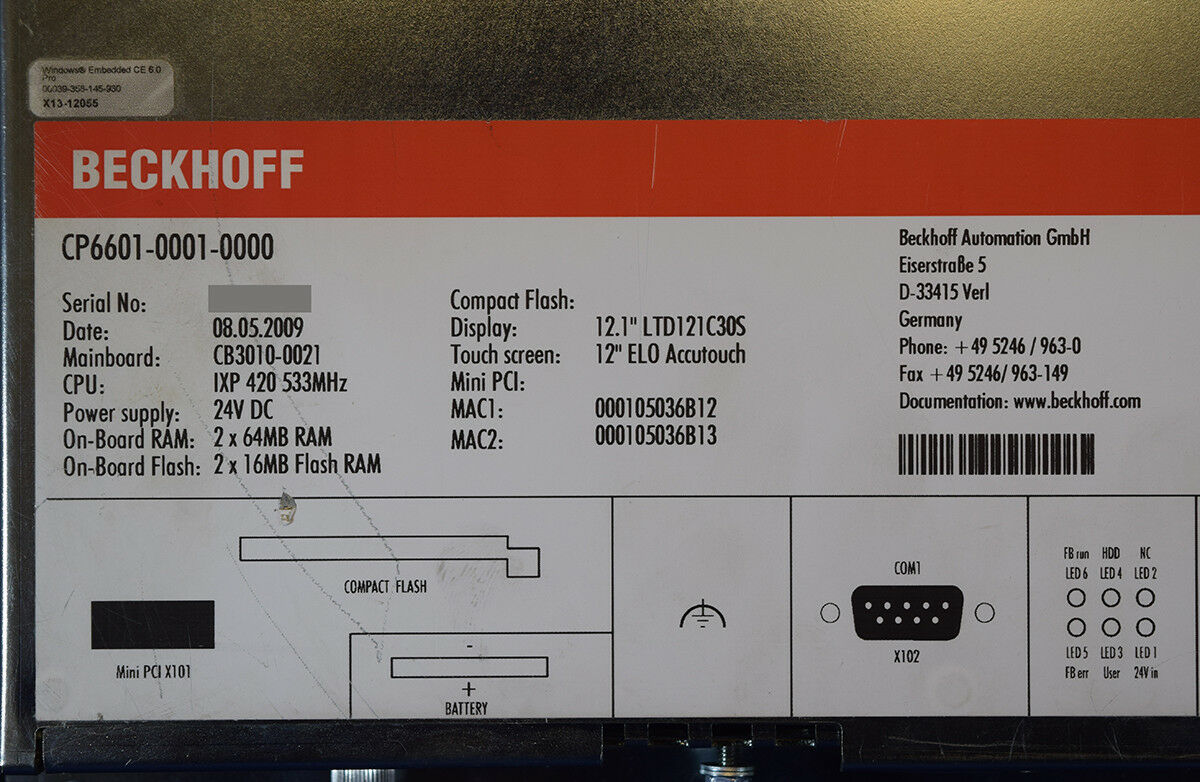 Windows® Embedded CE 6.0
Pro
00039-358-145-930
X13-12055
BECKHOFF
CP6601-0001-0000
Serial No:
Date: 08.05.2009
Mainboard: CB3010-0021
CPU: IXP 420 533MHz
Power supply: 24V DC
On-Board RAM: 2 x 64MB RAM
On-Board Flash: 2 x 16MB Flash RAM
Compact Flash:
Display: 12.1" LTD121C30S
Touch screen: 12" ELO Accutouch
Mini PCI:
MAC1: 000105036B12
MAC2: 000105036B13
Beckhoff Automation GmbH
Eiserstraße 5
D-33415 Verl
Germany
Phone: +49 5246 / 963-0
Fax +49 5246/ 963-149
Documentation: www.beckhoff.com
COMPACT FLASH
Mini PCI X101
-
+
BATTERY
COM1
X102
FB run HDD NC
LED 6 LED 4 LED 2
LED 5 LED 3 LED 1
FB err User 24V in